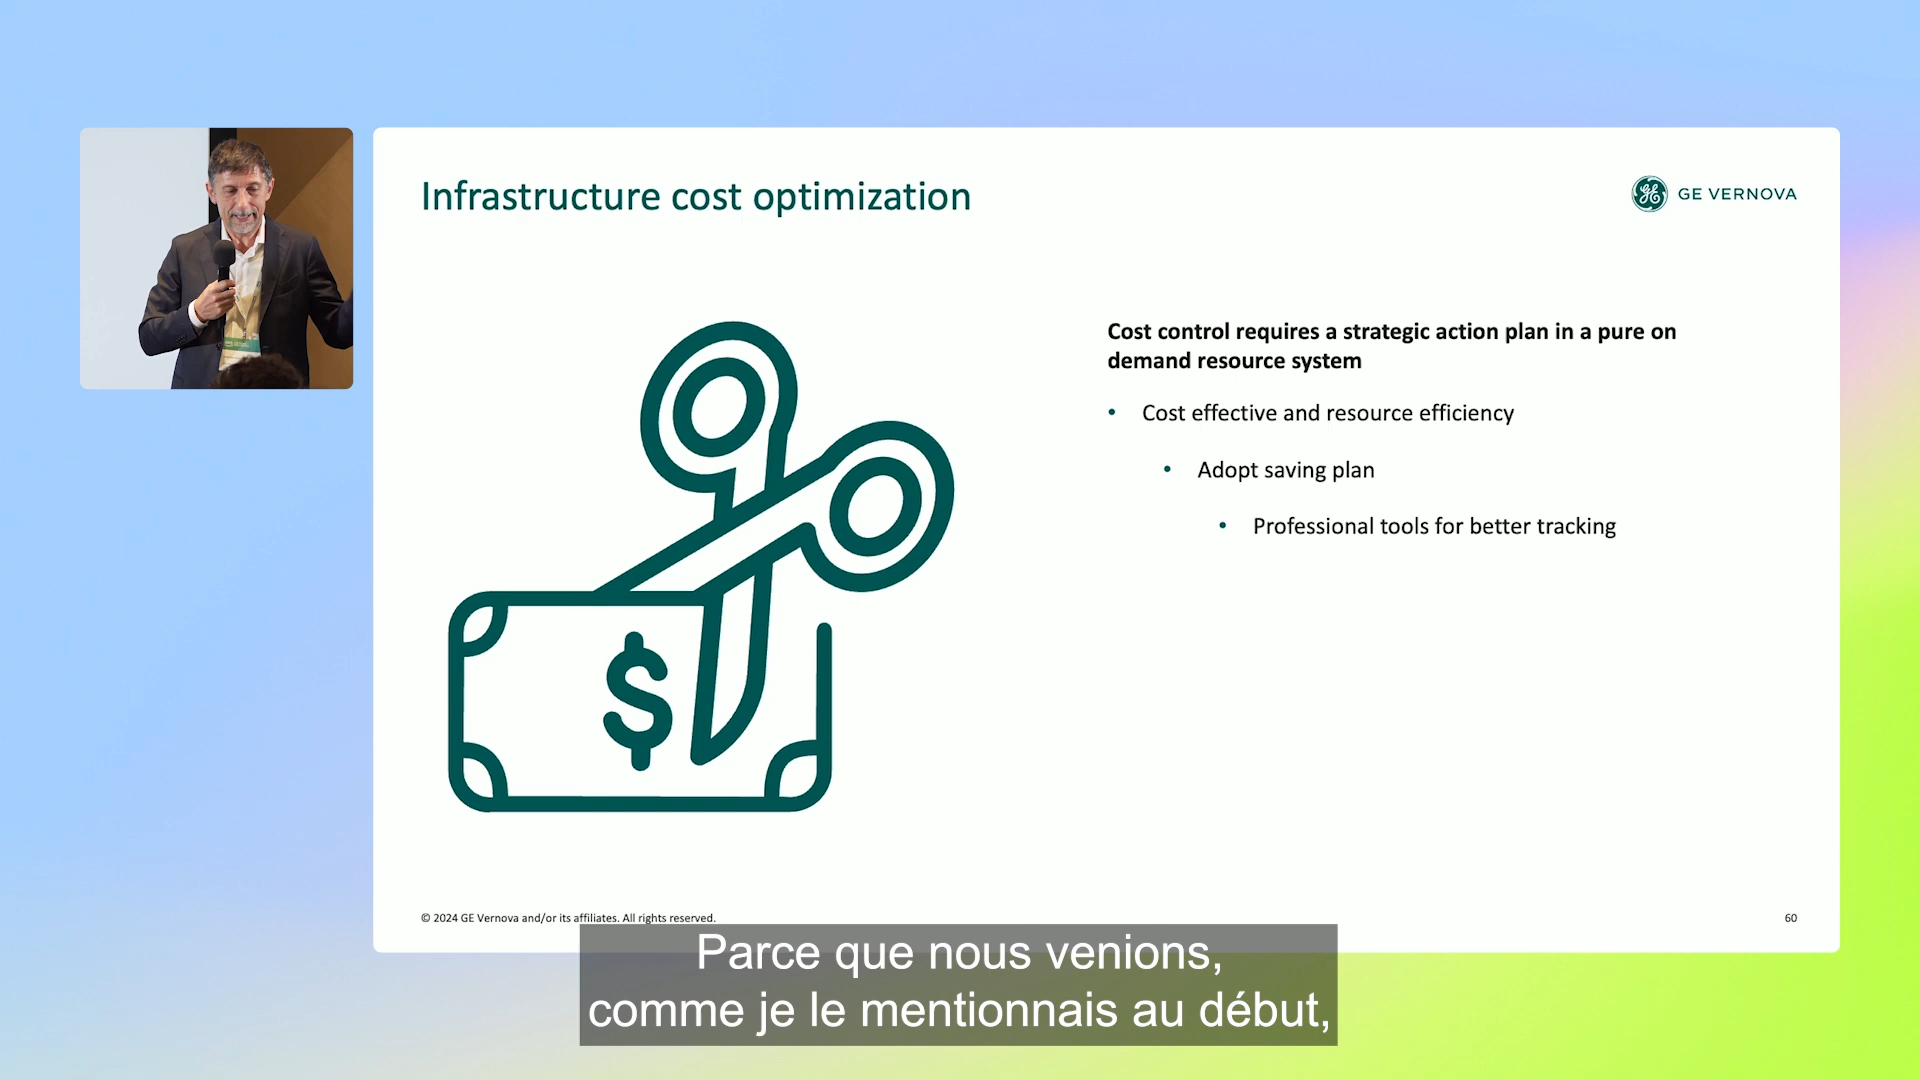 Infrastructure cost optimization
GE VERNOVA
Cost control requires a strategic action plan in a pure on
demand resource system
• Cost effective and resource efficiency
• Adopt saving plan
• Professional tools for better tracking
$
© 2024 GE Vernova and/or its affiliates. All rights reserved.
60
Parce que nous venions,
comme je le mentionnais au début,